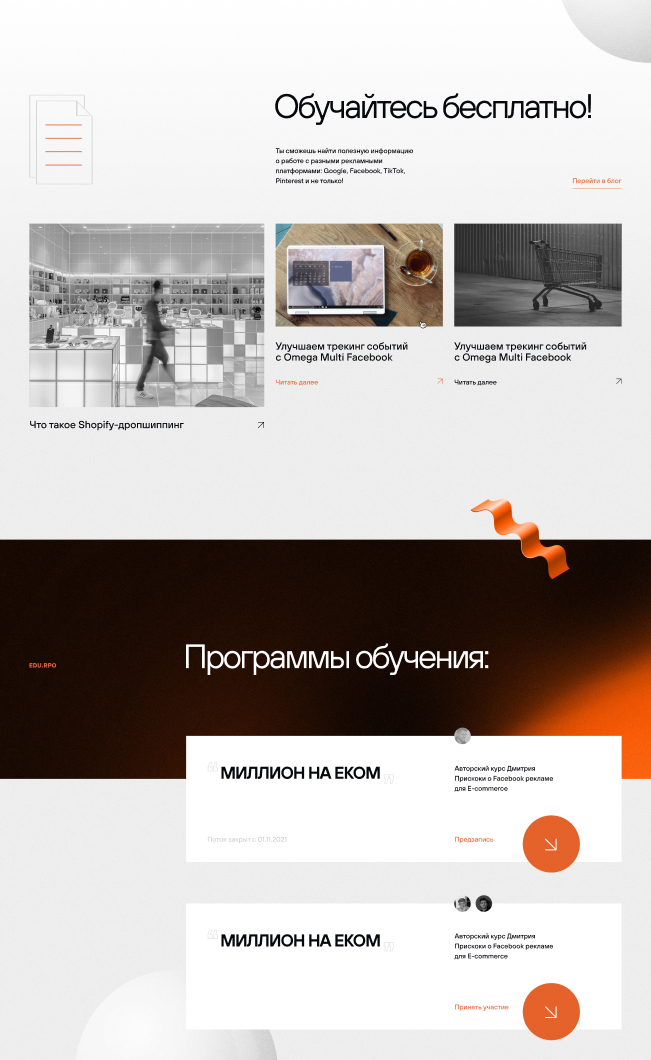 Обучайтесь бесплатно!
Ты сможешь найти полезную информацию
о работе с разными рекламными
платформами: Google, Facebook, TikTok,
Pinterest и не только!
Перейти в блог
Улучшаем трекинг событий
с Omega Multi Facebook
Читать далее
Улучшаем трекинг событий
с Omega Multi Facebook
Читать далее
Что такое Shopify-дропшиппинг
EDU.RPO
Программы обучения:
“ МИЛЛИОН НА ЕКОМ ”
Авторский курс Дмитрия
Прискоки о Facebook рекламе
для E-commerce
Поток закрыт с 01.11.2021
Предзапись
“ МИЛЛИОН НА ЕКОМ ”
Авторский курс Дмитрия
Прискоки о Facebook рекламе
для E-commerce
Принять участие